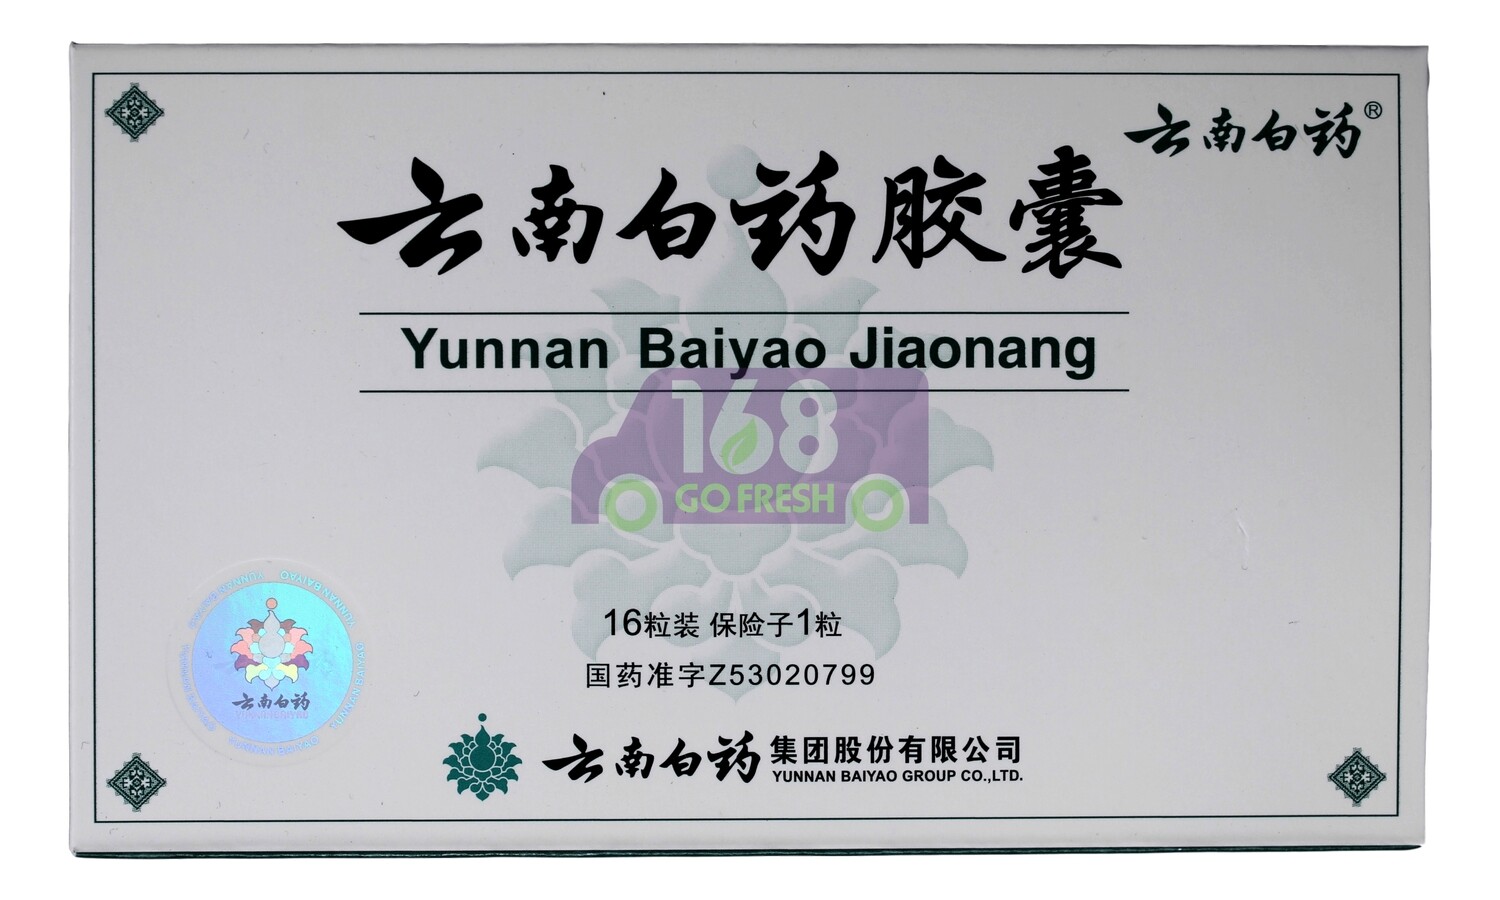 云南白药®
云南白药胶囊
Yunnan Baiyao Jiaonang
168
GO FRESH
16粒装 保险子1粒
国药准字Z53020799
YUNNAN BAIYAO
云南白药
云南白药 集团股份有限公司
YUNNAN BAIYAO GROUP CO.,LTD.